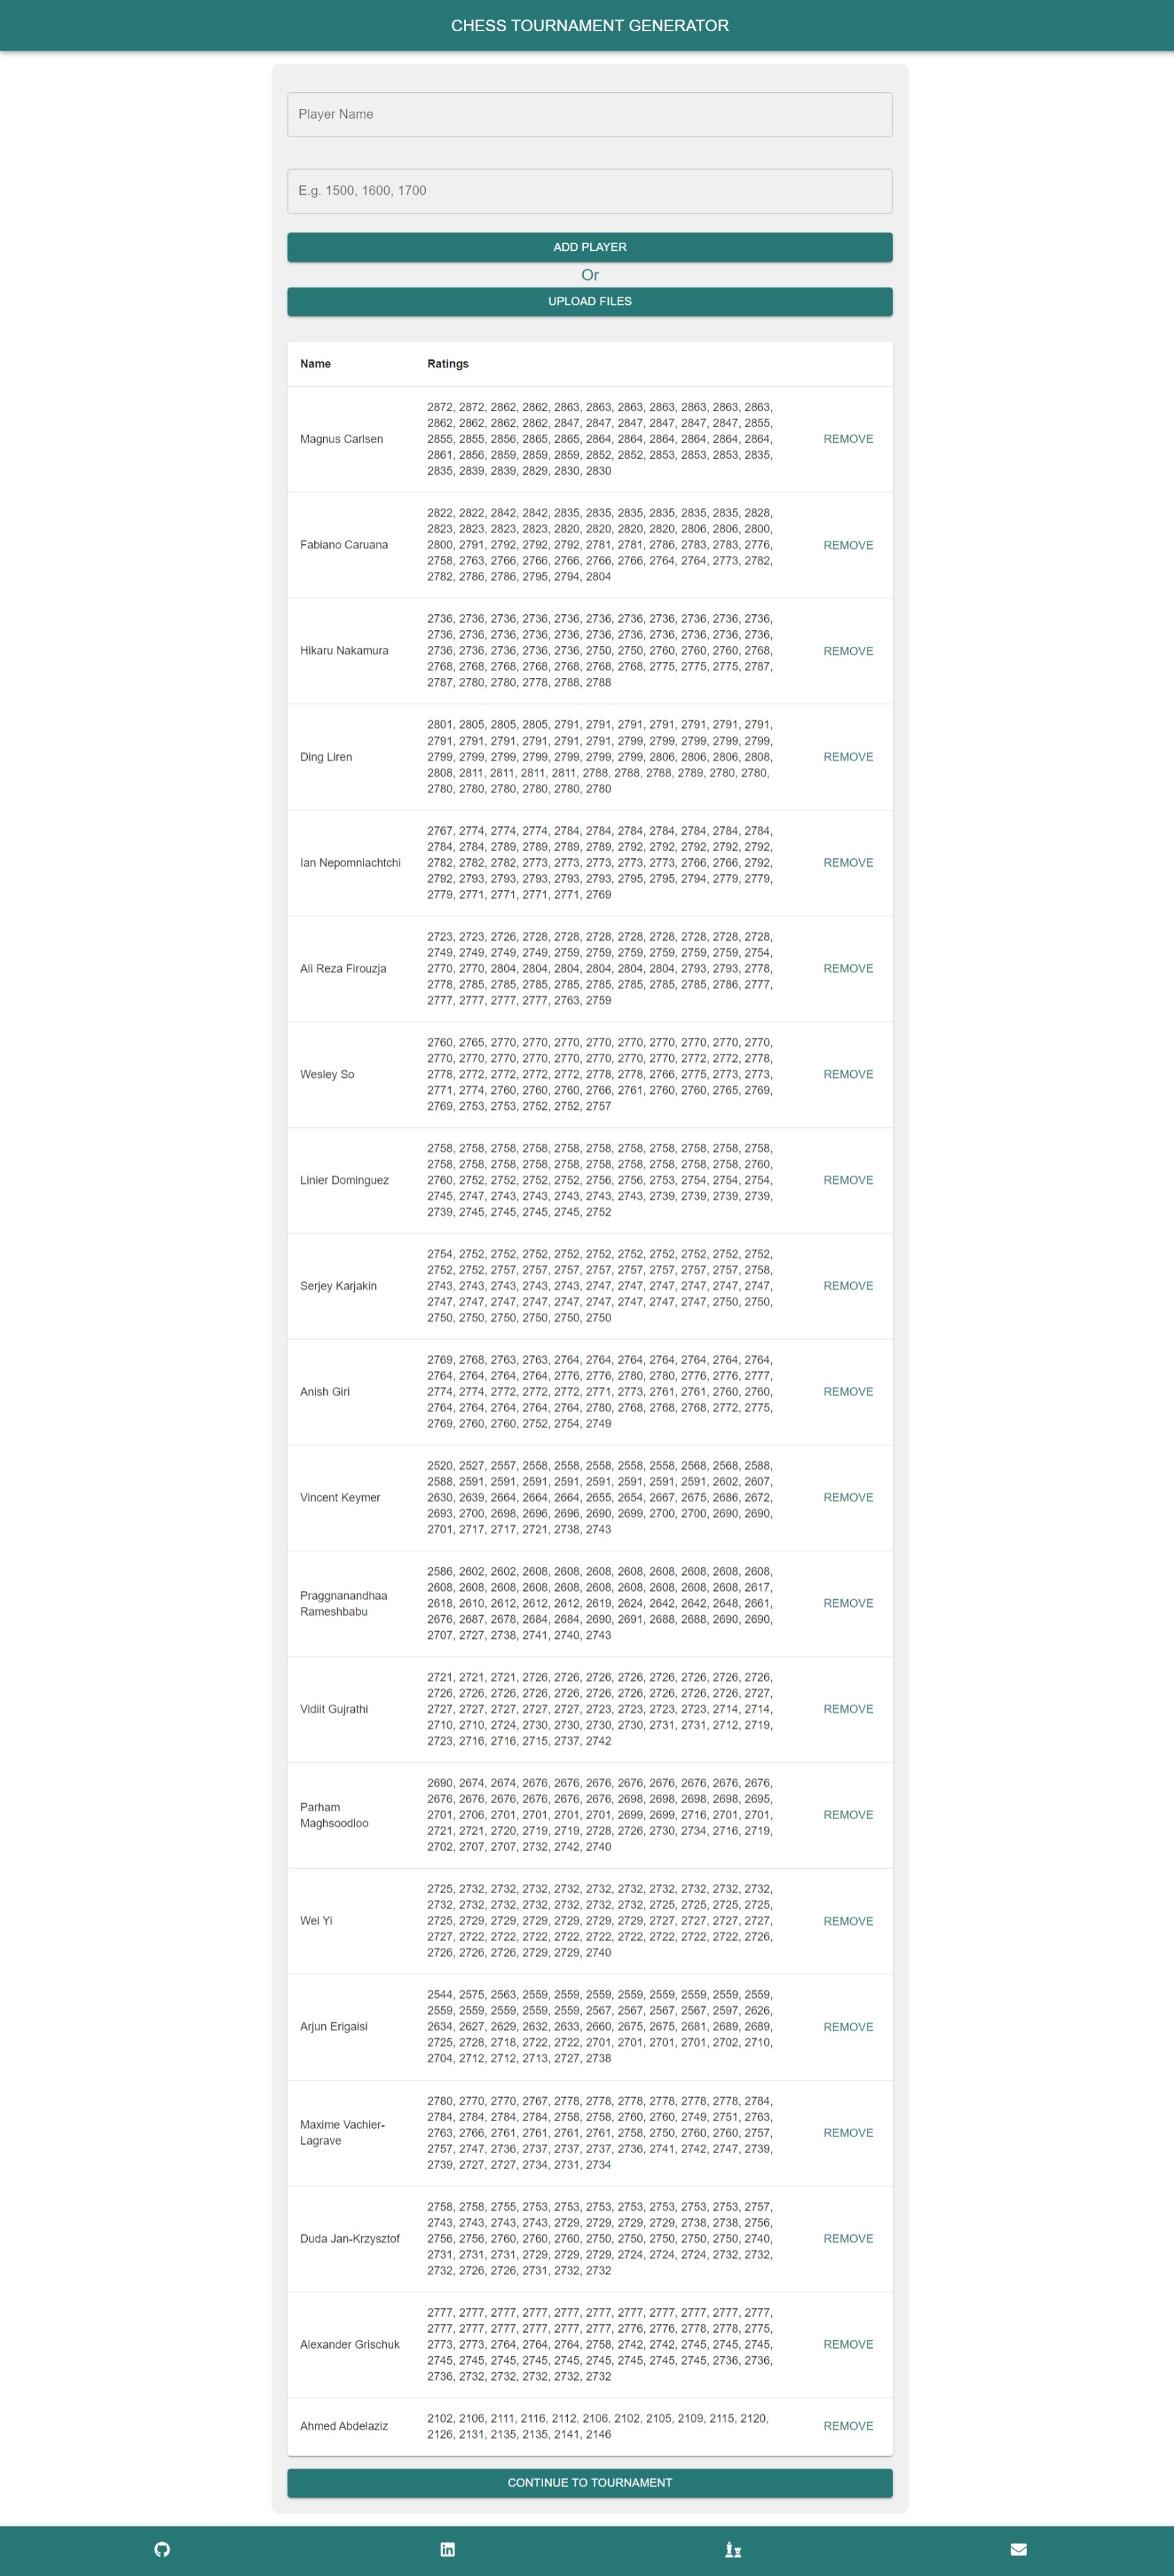 CHESS TOURNAMENT GENERATOR
Player Name
E.g. 1500, 1600, 1700
ADD PLAYER
Or
UPLOAD FILES
Name Ratings
Magnus Carlsen
2872, 2872, 2862, 2862, 2863, 2863, 2863, 2863, 2863, 2863, 2863,
2862, 2862, 2862, 2862, 2847, 2847, 2847, 2847, 2847, 2847, 2855,
2855, 2855, 2856, 2865, 2865, 2864, 2864, 2864, 2864, 2864, 2864,
2861, 2856, 2859, 2859, 2859, 2852, 2852, 2853, 2853, 2853, 2835,
2835, 2839, 2839, 2829, 2830, 2830
REMOVE
Fabiano Caruana
2822, 2822, 2842, 2842, 2835, 2835, 2835, 2835, 2835, 2835, 2828,
2823, 2823, 2823, 2823, 2820, 2820, 2820, 2820, 2806, 2806, 2800,
2800, 2791, 2792, 2792, 2792, 2781, 2781, 2786, 2783, 2783, 2776,
2758, 2763, 2766, 2766, 2766, 2766, 2766, 2764, 2764, 2773, 2782,
2782, 2786, 2786, 2795, 2794, 2804
REMOVE
Hikaru Nakamura
2736, 2736, 2736, 2736, 2736, 2736, 2736, 2736, 2736, 2736, 2736,
2736, 2736, 2736, 2736, 2736, 2736, 2736, 2736, 2736, 2736, 2736,
2736, 2736, 2736, 2736, 2736, 2750, 2750, 2760, 2760, 2760, 2768,
2768, 2768, 2768, 2768, 2768, 2768, 2768, 2775, 2775, 2775, 2787,
2787, 2780, 2780, 2778, 2788, 2788
REMOVE
Ding Liren
2801, 2805, 2805, 2805, 2791, 2791, 2791, 2791, 2791, 2791, 2791,
2791, 2791, 2791, 2791, 2791, 2791, 2799, 2799, 2799, 2799, 2799,
2799, 2799, 2799, 2799, 2799, 2799, 2799, 2806, 2806, 2806, 2808,
2808, 2811, 2811, 2811, 2811, 2788, 2788, 2788, 2789, 2780, 2780,
2780, 2780, 2780, 2780, 2780, 2780
REMOVE
Ian Nepomniachtchi
2767, 2774, 2774, 2774, 2784, 2784, 2784, 2784, 2784, 2784, 2784,
2784, 2784, 2789, 2789, 2789, 2789, 2792, 2792, 2792, 2792, 2792,
2782, 2782, 2782, 2773, 2773, 2773, 2773, 2773, 2766, 2766, 2792,
2792, 2793, 2793, 2793, 2793, 2793, 2795, 2795, 2794, 2779, 2779,
2779, 2771, 2771, 2771, 2771, 2769
REMOVE
Ali Reza Firouzja
2723, 2723, 2726, 2728, 2728, 2728, 2728, 2728, 2728, 2728, 2728,
2749, 2749, 2749, 2749, 2759, 2759, 2759, 2759, 2759, 2759, 2754,
2770, 2770, 2804, 2804, 2804, 2804, 2804, 2804, 2793, 2793, 2778,
2778, 2785, 2785, 2785, 2785, 2785, 2785, 2785, 2785, 2786, 2777,
2777, 2777, 2777, 2777, 2763, 2759
REMOVE
Wesley So
2760, 2765, 2770, 2770, 2770, 2770, 2770, 2770, 2770, 2770, 2770,
2770, 2770, 2770, 2770, 2770, 2770, 2770, 2770, 2772, 2772, 2778,
2778, 2772, 2772, 2772, 2772, 2778, 2778, 2766, 2775, 2773, 2773,
2771, 2774, 2760, 2760, 2760, 2766, 2761, 2760, 2760, 2765, 2769,
2769, 2753, 2753, 2752, 2752, 2757
REMOVE
Linier Dominguez
2758, 2758, 2758, 2758, 2758, 2758, 2758, 2758, 2758, 2758, 2758,
2758, 2758, 2758, 2758, 2758, 2758, 2758, 2758, 2758, 2758, 2760,
2760, 2752, 2752, 2752, 2752, 2756, 2756, 2753, 2754, 2754, 2754,
2745, 2747, 2743, 2743, 2743, 2743, 2743, 2739, 2739, 2739, 2739,
2739, 2745, 2745, 2745, 2745, 2752
REMOVE
Serjey Karjakin
2754, 2752, 2752, 2752, 2752, 2752, 2752, 2752, 2752, 2752, 2752,
2752, 2752, 2757, 2757, 2757, 2757, 2757, 2757, 2757, 2757, 2758,
2743, 2743, 2743, 2743, 2743, 2747, 2747, 2747, 2747, 2747, 2747,
2747, 2747, 2747, 2747, 2747, 2747, 2747, 2747, 2747, 2750, 2750,
2750, 2750, 2750, 2750, 2750, 2750
REMOVE
Anish Giri
2769, 2768, 2763, 2763, 2764, 2764, 2764, 2764, 2764, 2764, 2764,
2764, 2764, 2764, 2764, 2776, 2776, 2780, 2780, 2776, 2776, 2777,
2774, 2774, 2772, 2772, 2772, 2771, 2773, 2761, 2761, 2760, 2760,
2764, 2764, 2764, 2764, 2764, 2780, 2768, 2768, 2768, 2772, 2775,
2769, 2760, 2760, 2752, 2754, 2749
REMOVE
Vincent Keymer
2520, 2527, 2557, 2558, 2558, 2558, 2558, 2558, 2568, 2568, 2588,
2588, 2591, 2591, 2591, 2591, 2591, 2591, 2591, 2591, 2602, 2607,
2630, 2639, 2664, 2664, 2664, 2655, 2654, 2667, 2675, 2686, 2672,
2693, 2700, 2698, 2696, 2696, 2690, 2699, 2700, 2700, 2690, 2690,
2701, 2717, 2717, 2721, 2738, 2743
REMOVE
Praggnanandhaa
Rameshbabu
2586, 2602, 2602, 2608, 2608, 2608, 2608, 2608, 2608, 2608, 2608,
2608, 2608, 2608, 2608, 2608, 2608, 2608, 2608, 2608, 2608, 2617,
2618, 2610, 2612, 2612, 2612, 2619, 2624, 2642, 2642, 2648, 2661,
2676, 2687, 2678, 2684, 2684, 2690, 2691, 2688, 2688, 2690, 2690,
2707, 2727, 2738, 2741, 2740, 2743
REMOVE
Vidiit Gujrathi
2721, 2721, 2721, 2726, 2726, 2726, 2726, 2726, 2726, 2726, 2726,
2726, 2726, 2726, 2726, 2726, 2726, 2726, 2726, 2726, 2726, 2727,
2727, 2727, 2727, 2727, 2727, 2723, 2723, 2723, 2723, 2714, 2714,
2710, 2710, 2724, 2730, 2730, 2730, 2730, 2731, 2731, 2712, 2719,
2723, 2716, 2716, 2715, 2737, 2742
REMOVE
Parham
Maghsoodloo
2690, 2674, 2674, 2676, 2676, 2676, 2676, 2676, 2676, 2676, 2676,
2676, 2676, 2676, 2676, 2676, 2676, 2698, 2698, 2698, 2698, 2695,
2701, 2706, 2701, 2701, 2701, 2701, 2699, 2699, 2716, 2701, 2701,
2721, 2721, 2720, 2719, 2719, 2728, 2726, 2730, 2734, 2716, 2719,
2702, 2707, 2707, 2732, 2742, 2740
REMOVE
Wei Yi
2725, 2732, 2732, 2732, 2732, 2732, 2732, 2732, 2732, 2732, 2732,
2732, 2732, 2732, 2732, 2732, 2732, 2732, 2725, 2725, 2725, 2725,
2725, 2729, 2729, 2729, 2729, 2729, 2729, 2727, 2727, 2727, 2727,
2727, 2722, 2722, 2722, 2722, 2722, 2722, 2722, 2722, 2722, 2726,
2726, 2726, 2726, 2729, 2729, 2740
REMOVE
Arjun Erigaisi
2544, 2575, 2563, 2559, 2559, 2559, 2559, 2559, 2559, 2559, 2559,
2559, 2559, 2559, 2559, 2559, 2567, 2567, 2567, 2567, 2597, 2626,
2634, 2627, 2629, 2632, 2633, 2660, 2675, 2675, 2681, 2689, 2689,
2725, 2728, 2718, 2722, 2722, 2701, 2701, 2701, 2701, 2702, 2710,
2704, 2712, 2712, 2713, 2727, 2738
REMOVE
Maxime Vachier-
Lagrave
2780, 2770, 2770, 2767, 2778, 2778, 2778, 2778, 2778, 2778, 2784,
2784, 2784, 2784, 2784, 2758, 2758, 2760, 2760, 2749, 2751, 2763,
2763, 2766, 2761, 2761, 2761, 2761, 2758, 2750, 2760, 2760, 2757,
2757, 2747, 2736, 2737, 2737, 2737, 2736, 2741, 2742, 2747, 2739,
2739, 2727, 2727, 2734, 2731, 2734
REMOVE
Duda Jan-Krzysztof
2758, 2758, 2755, 2753, 2753, 2753, 2753, 2753, 2753, 2753, 2757,
2743, 2743, 2743, 2743, 2729, 2729, 2729, 2729, 2738, 2738, 2756,
2756, 2756, 2760, 2760, 2760, 2750, 2750, 2750, 2750, 2750, 2740,
2731, 2731, 2731, 2729, 2729, 2729, 2724, 2724, 2724, 2732, 2732,
2732, 2726, 2726, 2731, 2732, 2732
REMOVE
Alexander Grischuk
2777, 2777, 2777, 2777, 2777, 2777, 2777, 2777, 2777, 2777, 2777,
2777, 2777, 2777, 2777, 2777, 2777, 2776, 2776, 2778, 2778, 2775,
2773, 2773, 2764, 2764, 2764, 2758, 2742, 2742, 2745, 2745, 2745,
2745, 2745, 2745, 2745, 2745, 2745, 2745, 2745, 2745, 2736, 2736,
2736, 2732, 2732, 2732, 2732, 2732
REMOVE
Ahmed Abdelaziz
2102, 2106, 2111, 2116, 2112, 2106, 2102, 2105, 2109, 2115, 2120,
2126, 2131, 2135, 2135, 2141, 2146
REMOVE
CONTINUE TO TOURNAMENT